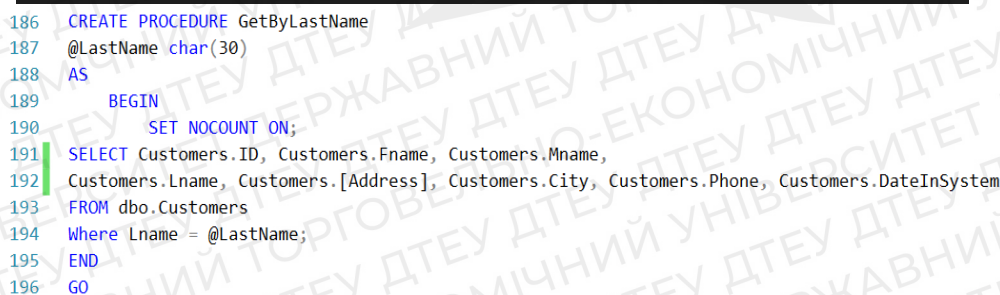 186 CREATE PROCEDURE GetByLastName
187 @LastName char(30)
188 AS
189 BEGIN
190 SET NOCOUNT ON;
191 SELECT Customers.ID, Customers.Fname, Customers.Mname,
192 Customers.Lname, Customers.[Address], Customers.City, Customers.Phone, Customers.DateInSystem
193 FROM dbo.Customers
194 Where Lname = @LastName;
195 END
196 GO